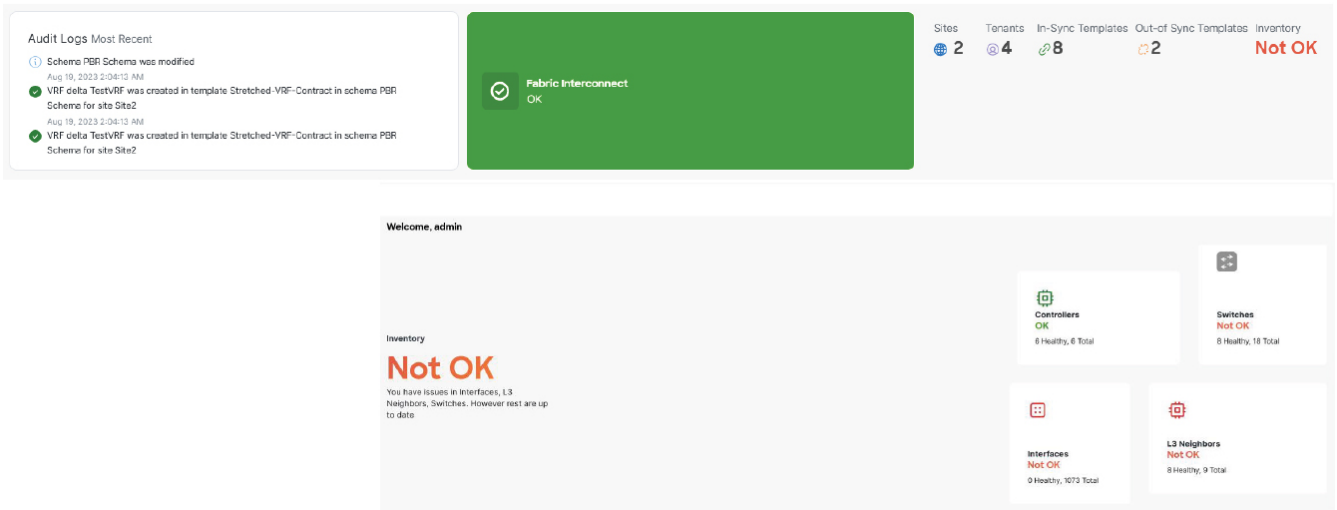 Audit Logs Most Recent
Schema PBR Schema was modified
Aug 19, 2023 2:04:13 AM
VRF delta TestVRF was created in template Stretched-VRF-Contract in schema PBR
Schema for site Site2
Aug 19, 2023 2:04:13 AM
VRF delta TestVRF was created in template Stretched-VRF-Contract in schema PBR
Schema for site Site2
Fabric Interconnect
OK
Sites Tenants In-Sync Templates Out-of Sync Templates Inventory
2 4 8 2 Not OK
Welcome, admin
Inventory
Not OK
You have issues in Interfaces, L3
Neighbors, Switches. However rest are up
to date
Controllers
OK
6 Healthy, 6 Total
Switches
Not OK
8 Healthy, 18 Total
Interfaces
Not OK
0 Healthy, 1073 Total
L3 Neighbors
Not OK
8 Healthy, 9 Total